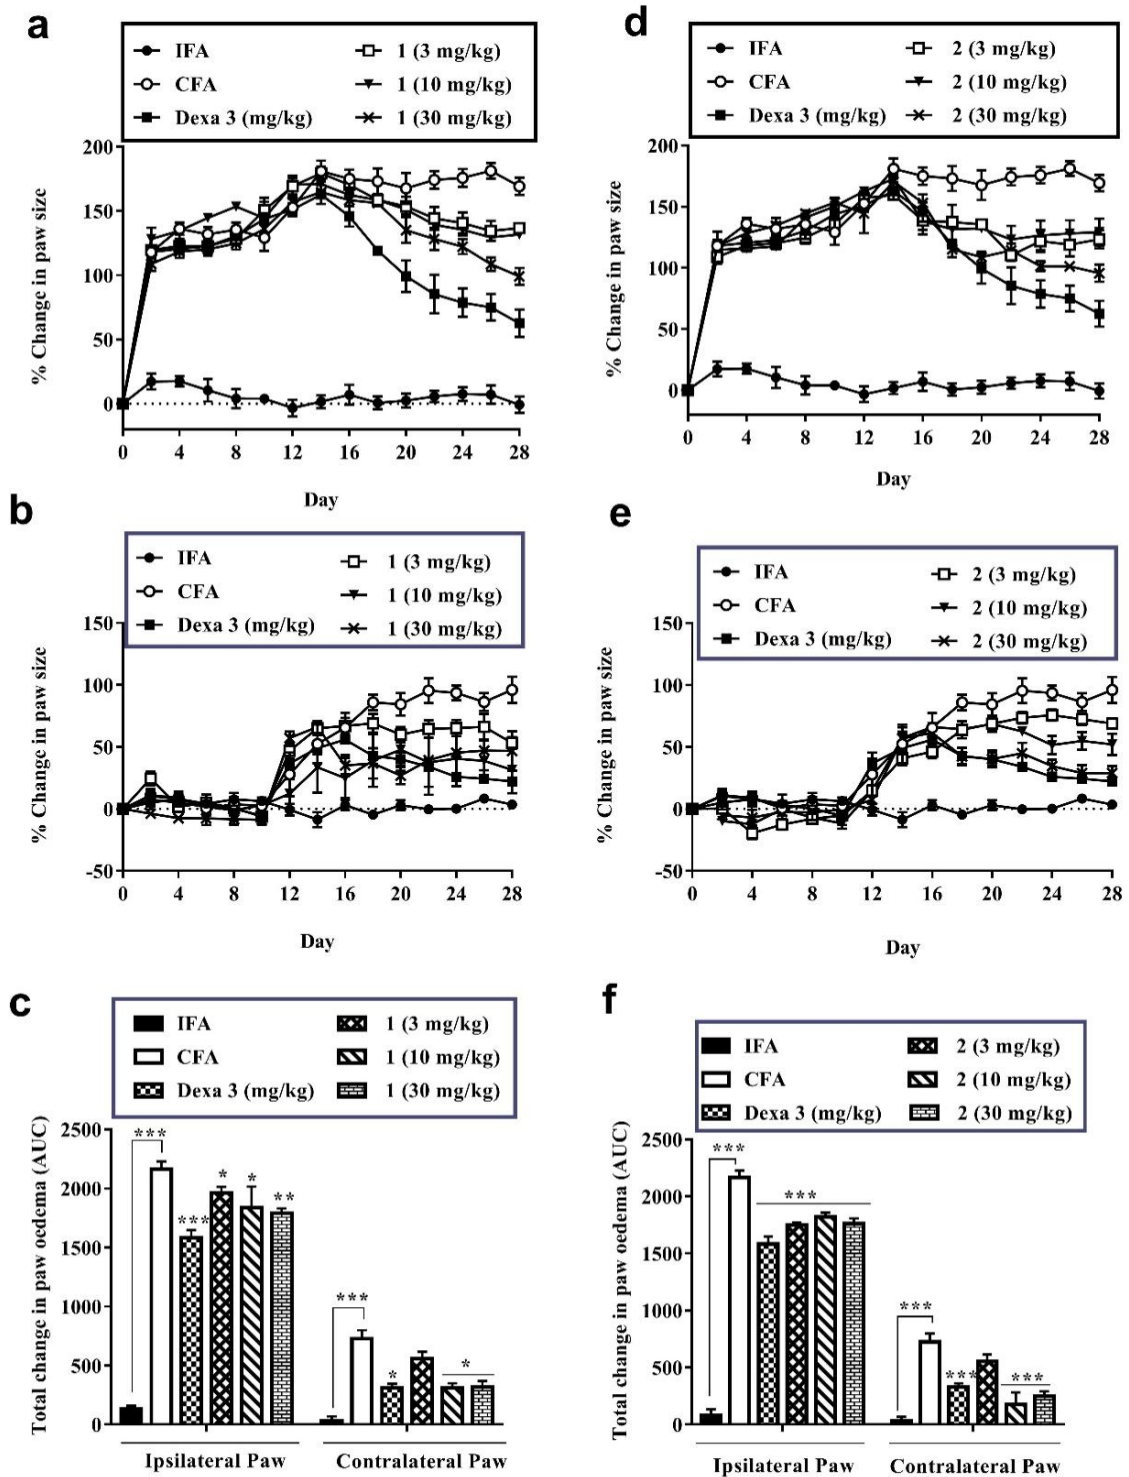 a
IFA
CFA
Dexa 3 (mg/kg)
1 (3 mg/kg)
1 (10 mg/kg)
1 (30 mg/kg)
% Change in paw size
200
150
100
50
0
0 4 8 12 16 20 24 28
Day
d
IFA
CFA
Dexa 3 (mg/kg)
2 (3 mg/kg)
2 (10 mg/kg)
2 (30 mg/kg)
% Change in paw size
200
150
100
50
0
0 4 8 12 16 20 24 28
Day
b
IFA
CFA
Dexa 3 (mg/kg)
1 (3 mg/kg)
1 (10 mg/kg)
1 (30 mg/kg)
% Change in paw size
150
100
50
0
-50
0 4 8 12 16 20 24 28
Day
e
IFA
CFA
Dexa 3 (mg/kg)
2 (3 mg/kg)
2 (10 mg/kg)
2 (30 mg/kg)
% Change in paw size
150
100
50
0
-50
0 4 8 12 16 20 24 28
Day
c
IFA
CFA
Dexa 3 (mg/kg)
1 (3 mg/kg)
1 (10 mg/kg)
1 (30 mg/kg)
Total change in paw oedema (AUC)
2500
2000
1500
1000
500
0
***
***
*
*
**
***
*
*
Ipsilateral Paw
Contralateral Paw
f
IFA
CFA
Dexa 3 (mg/kg)
2 (3 mg/kg)
2 (10 mg/kg)
2 (30 mg/kg)
Total change in paw oedema (AUC)
2500
2000
1500
1000
500
0
***
***
***
***
***
Ipsilateral Paw
Contralateral Paw